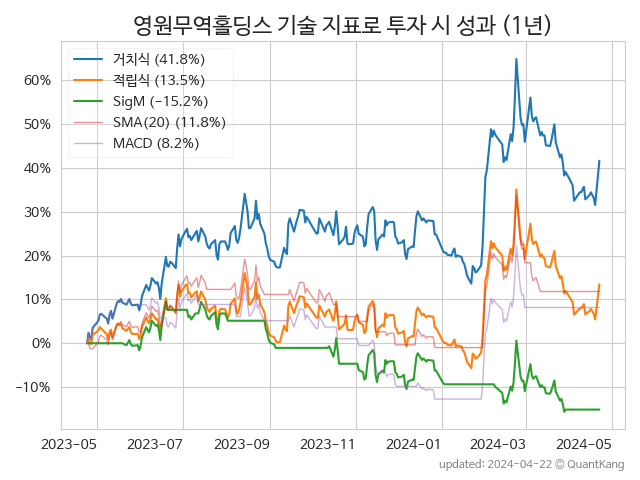 영원무역홀딩스 기술 지표로 투자 시 성과 (1년)
거치식 (41.8%)
적립식 (13.5%)
SigM (−15.2%)
SMA(20) (11.8%)
MACD (8.2%)
60%
50%
40%
30%
20%
10%
0%
−10%
2023-05 2023-07 2023-09 2023-11 2024-01 2024-03 2024-05
updated: 2024-04-22 © QuantKang